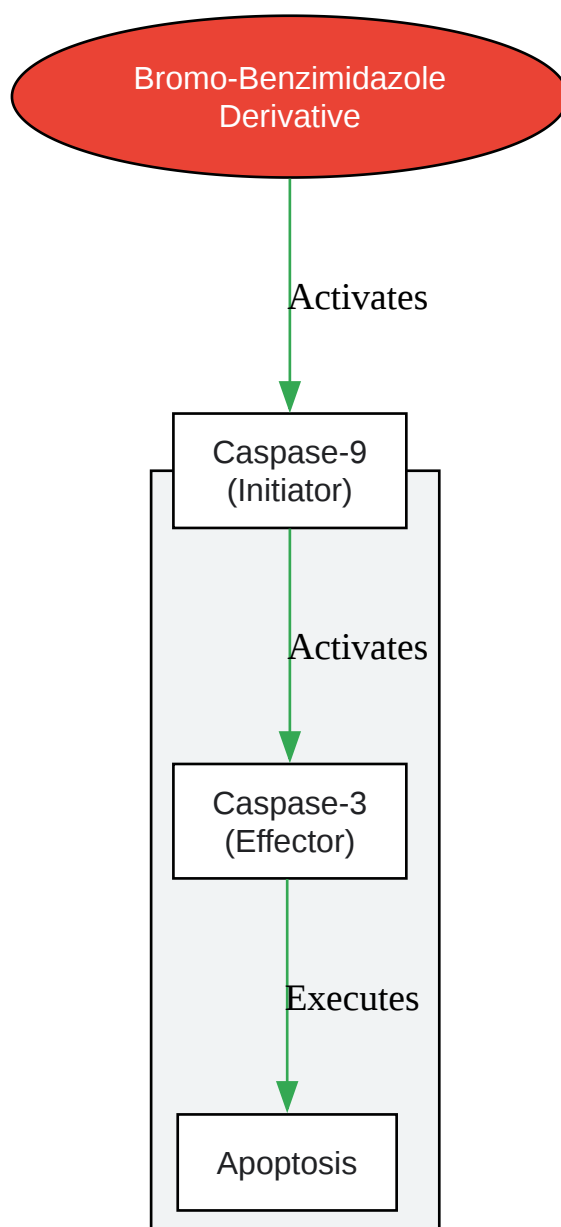 Bromo-Benzimidazole
Derivative
Activates
Caspase-9
(Initiator)
Activates
Caspase-3
(Effector)
Executes
Apoptosis